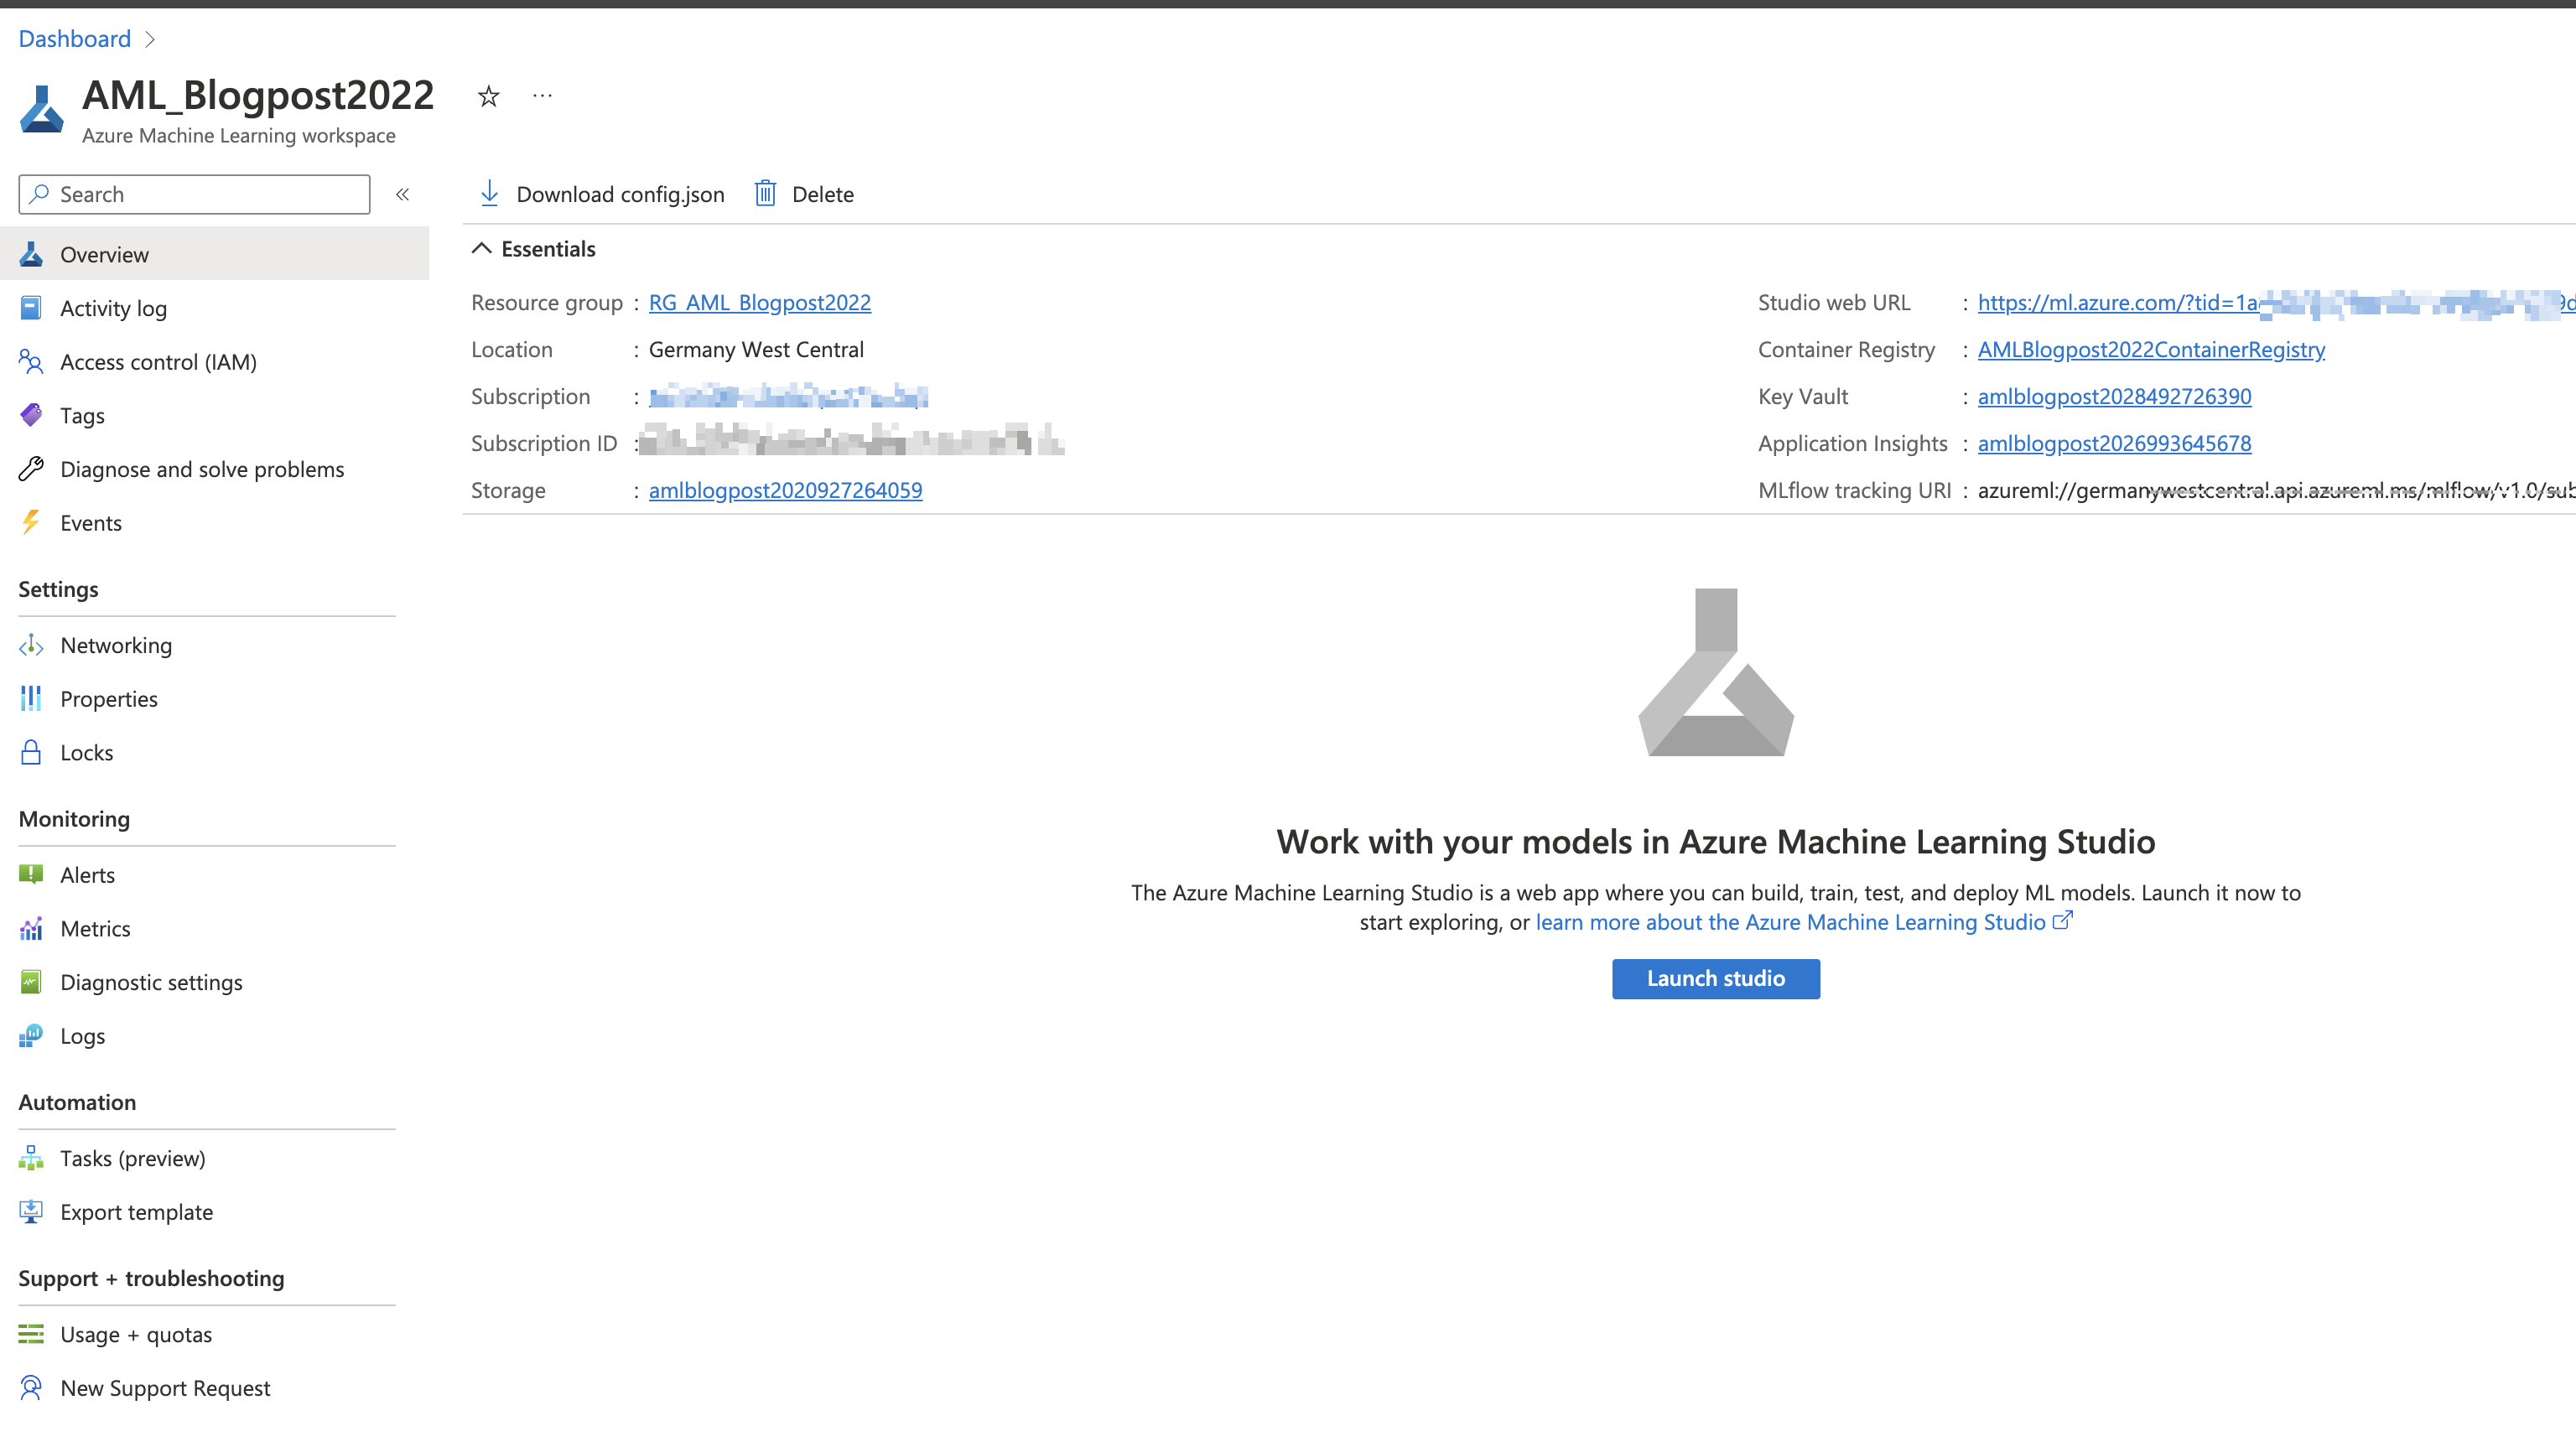 Dashboard
AML_Blogpost2022
Azure Machine Learning workspace
Search
Download config.json
Delete
Overview
Activity log
Access control (IAM)
Tags
Diagnose and solve problems
Events
Settings
Networking
Properties
Locks
Monitoring
Alerts
Metrics
Diagnostic settings
Logs
Automation
Tasks (preview)
Export template
Support + troubleshooting
Usage + quotas
New Support Request
Essentials
Resource group : RG_AML_Blogpost2022
Location : Germany West Central
Subscription :
Subscription ID :
Storage : amlblogpost2020927264059
Studio web URL : https://ml.azure.com/?tid=1a
Container Registry : AMLBlogpost2022ContainerRegistry
Key Vault : amlblogpost2028492726390
Application Insights : amlblogpost2026993645678
MLflow tracking URI : azureml://germanywestcentral.api.azureml.ms/mlflow/v1.0/sub
Work with your models in Azure Machine Learning Studio
The Azure Machine Learning Studio is a web app where you can build, train, test, and deploy ML models. Launch it now to
start exploring, or learn more about the Azure Machine Learning Studio
Launch studio